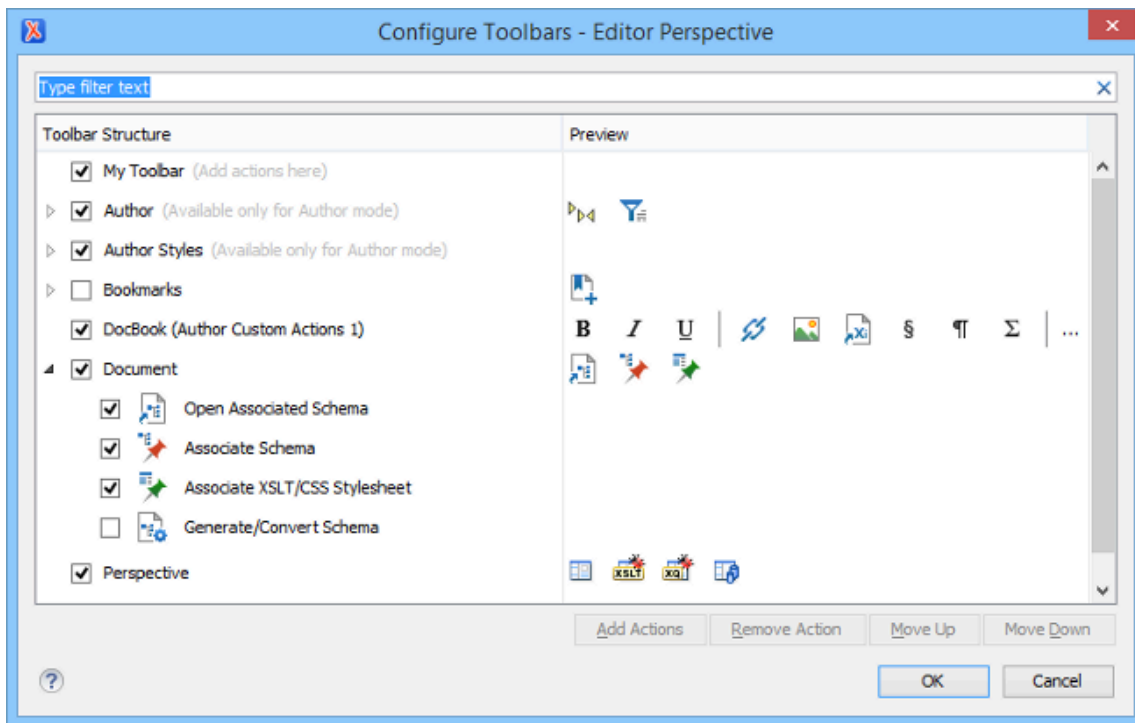 Configure Toolbars - Editor Perspective
Type filter text
Toolbar Structure Preview
My Toolbar (Add actions here)
Author (Available only for Author mode)
Author Styles (Available only for Author mode)
Bookmarks
DocBook (Author Custom Actions 1) B I U § ¶ Σ ...
Document
Open Associated Schema
Associate Schema
Associate XSLT/CSS Stylesheet
Generate/Convert Schema
Perspective XSLT XQ
Add Actions Remove Action Move Up Move Down
? OK Cancel